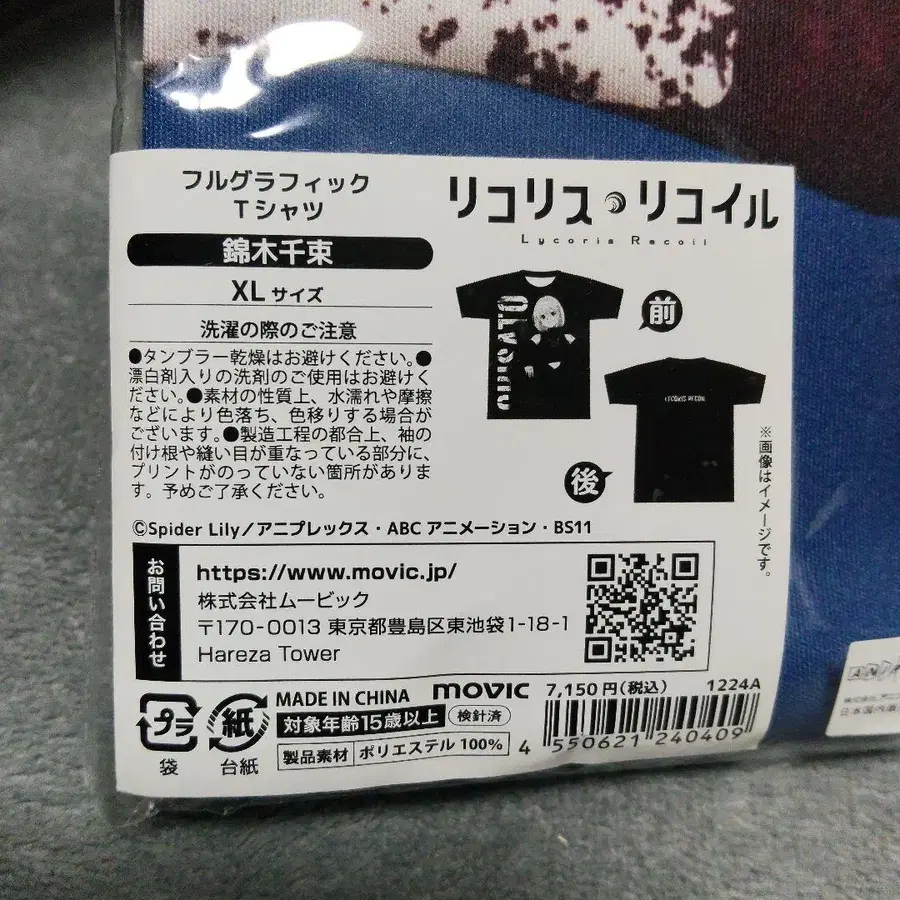 フルグラフィック
Tシャツ
錦木千束
XL サイズ
洗濯の際のご注意
●タンブラー乾燥はお避けください。●
漂白剤入りの洗剤のご使用はお避けく
ださい。●素材の性質上、水濡れや摩擦
などにより色落ち、色移りする場合が
ございます。●製造工程の都合上、袖の
付け根や縫い目が重なっている部分に、
プリントがのっていない箇所がありま
す。予めご了承ください。
リコリス・リコイル
Lycoris Recoil
前
LYCORIS RECOIL
後
※画像はイメージです。
©Spider Lily/アニプレックス・ABC アニメーション・BS11
お問い合わせ
https://www.movic.jp/
株式会社ムービック
〒170-0013 東京都豊島区東池袋1-18-1
Hareza Tower
プラ
袋
紙
台紙
MADE IN CHINA
対象年齢15歳以上
検針済
製品素材 ポリエステル 100%
movic
7,150円(税込)
1224A
4 550621 240409
日本国内